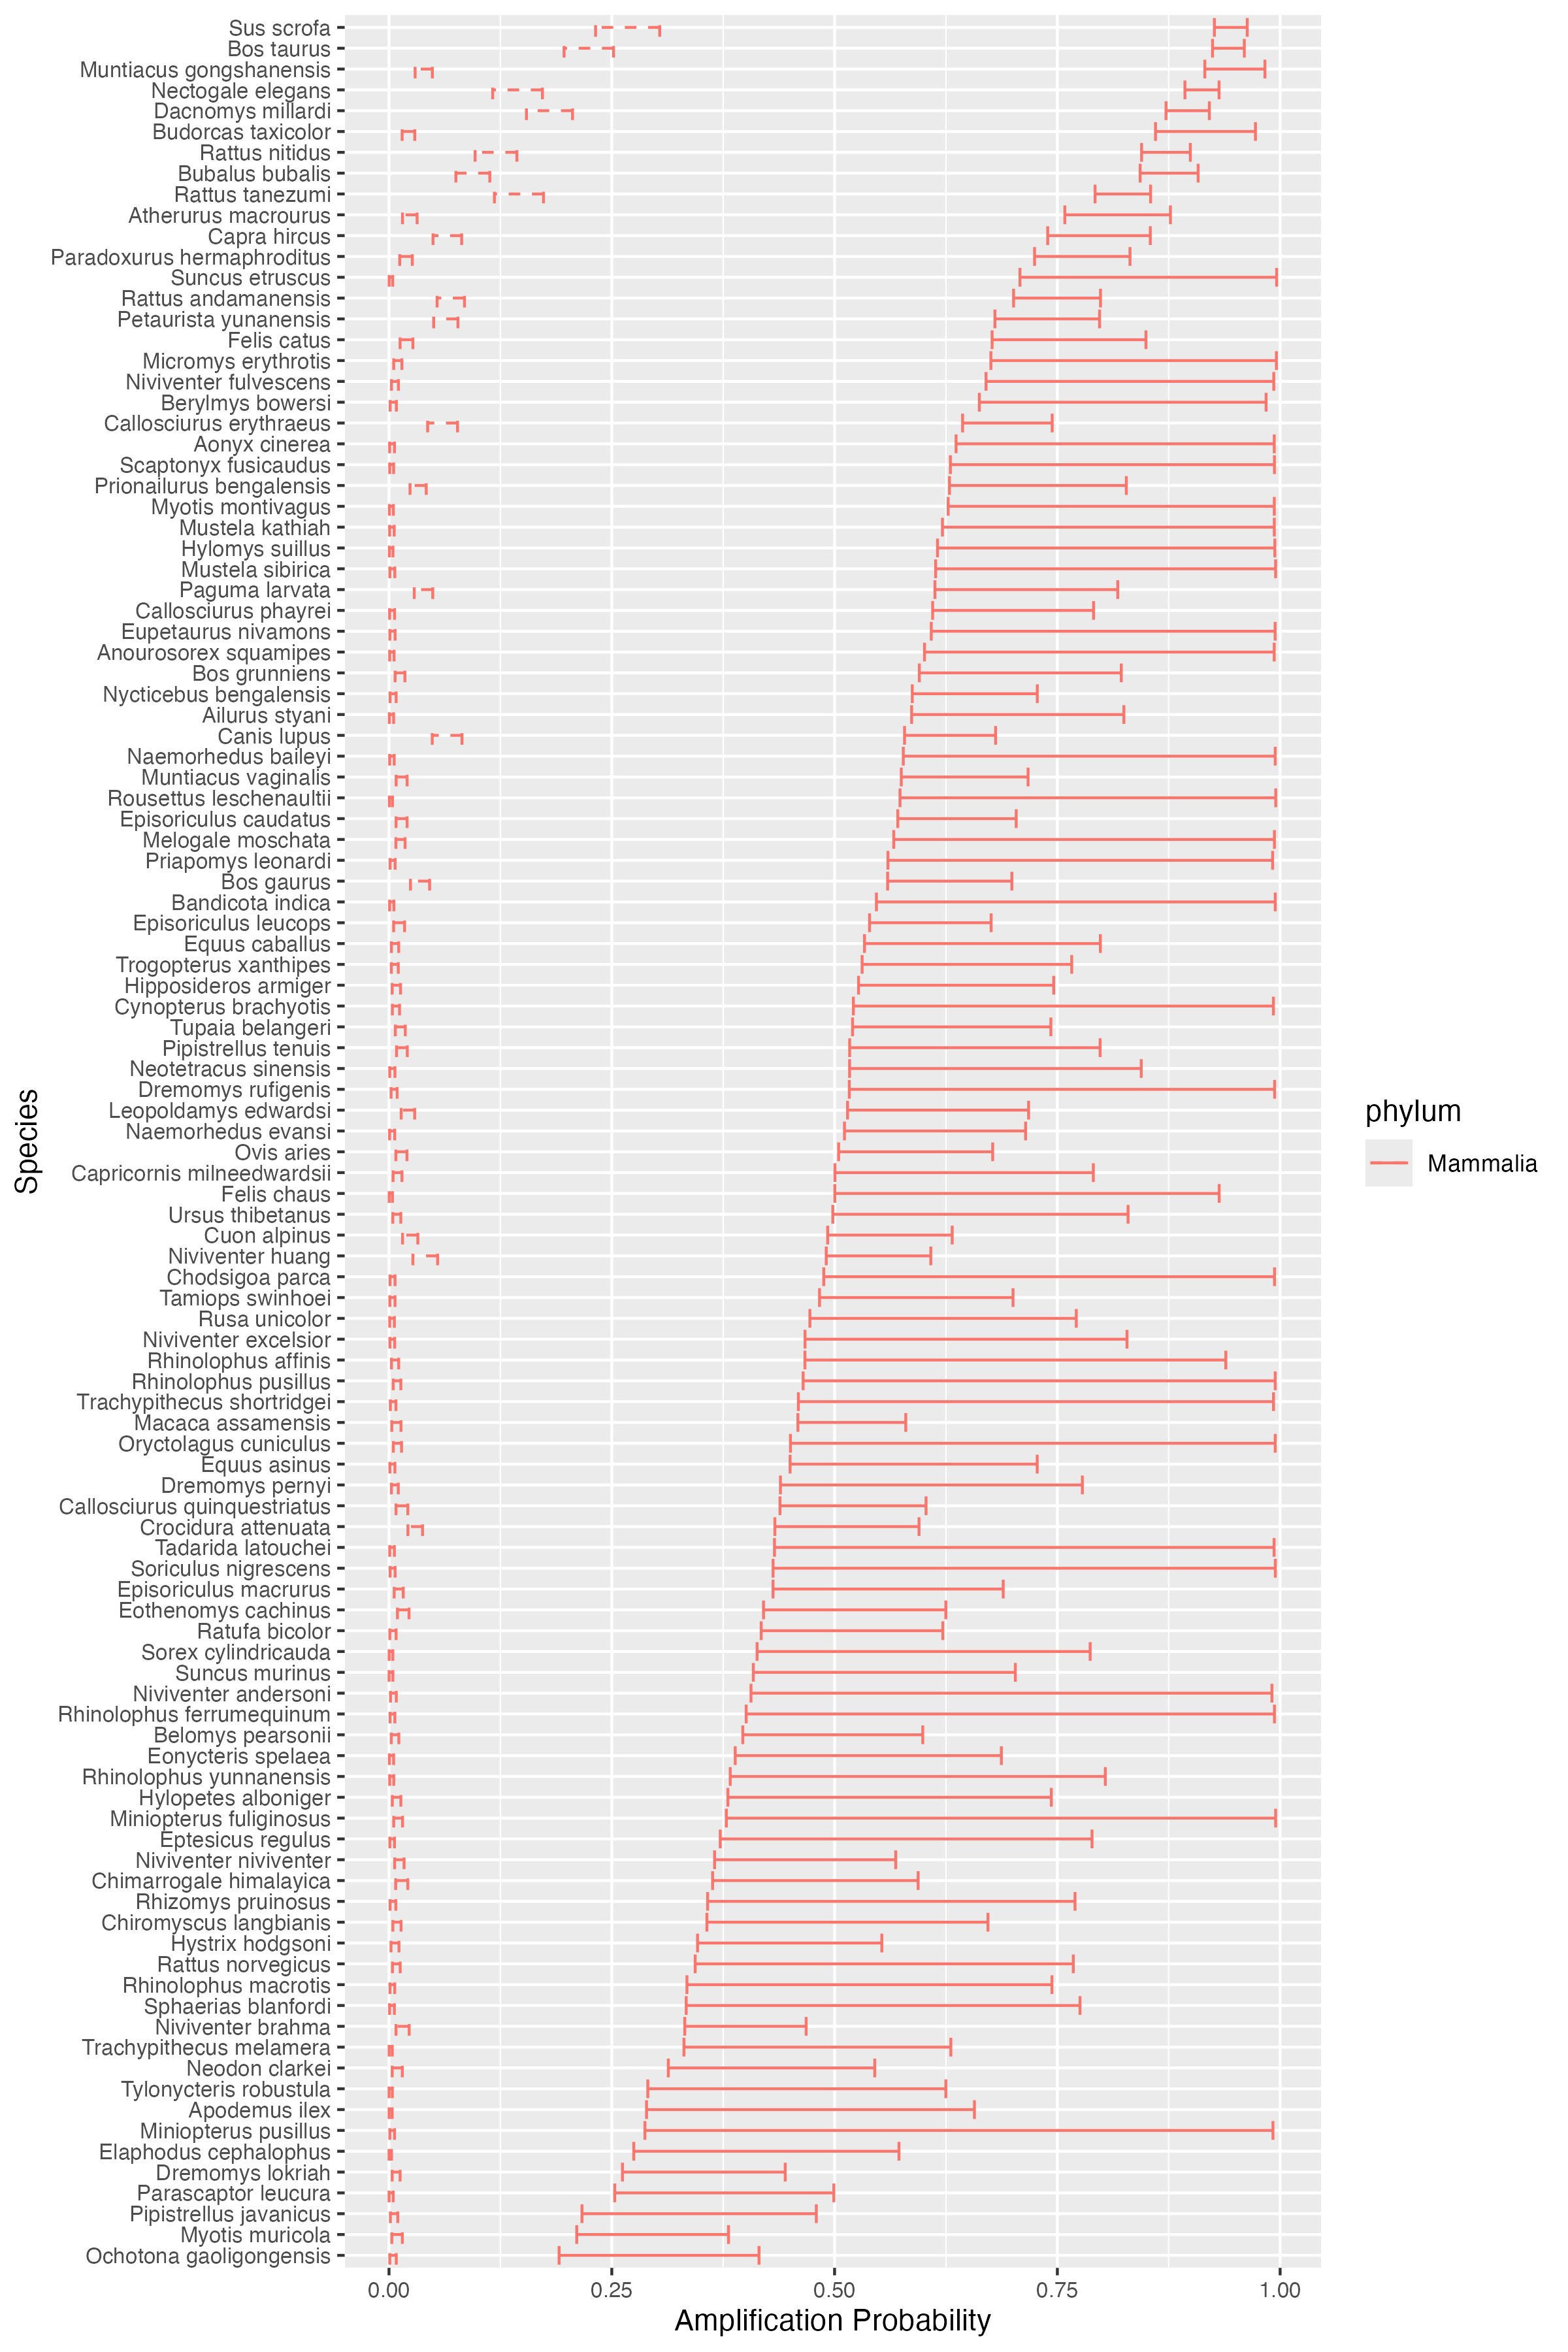 Sus scrofa
Bos taurus
Muntiacus gongshanensis
Nectogale elegans
Dacnomys millardi
Budorcas taxicolor
Rattus nitidus
Bubalus bubalis
Rattus tanezumi
Atherurus macrourus
Capra hircus
Paradoxurus hermaphroditus
Suncus etruscus
Rattus andamanensis
Petaurista yunanensis
Felis catus
Micromys erythrotis
Niviventer fulvescens
Berylmys bowersi
Callosciurus erythraeus
Aonyx cinerea
Scaptonyx fusicaudus
Prionailurus bengalensis
Myotis montivagus
Mustela kathiah
Hylomys suillus
Mustela sibirica
Paguma larvata
Callosciurus phayrei
Eupetaurus nivamons
Anourosorex squamipes
Bos grunniens
Nycticebus bengalensis
Ailurus styani
Canis lupus
Naemorhedus baileyi
Muntiacus vaginalis
Rousettus leschenaultii
Episoriculus caudatus
Melogale moschata
Priapomys leonardi
Bos gaurus
Bandicota indica
Episoriculus leucops
Equus caballus
Trogopterus xanthipes
Hipposideros armiger
Cynopterus brachyotis
Tupaia belangeri
Pipistrellus tenuis
Neotetracus sinensis
Dremomys rufigenis
Leopoldamys edwardsi
Naemorhedus evansi
Ovis aries
Capricornis milneedwardsii
Felis chaus
Ursus thibetanus
Cuon alpinus
Niviventer huang
Chodsigoa parca
Tamiops swinhoei
Rusa unicolor
Niviventer excelsior
Rhinolophus affinis
Rhinolophus pusillus
Trachypithecus shortridgei
Macaca assamensis
Oryctolagus cuniculus
Equus asinus
Dremomys pernyi
Callosciurus quinquestriatus
Crocidura attenuata
Tadarida latouchei
Soriculus nigrescens
Episoriculus macrurus
Eothenomys cachinus
Ratufa bicolor
Sorex cylindricauda
Suncus murinus
Niviventer andersoni
Rhinolophus ferrumequinum
Belomys pearsonii
Eonycteris spelaea
Rhinolophus yunnanensis
Hylopetes alboniger
Miniopterus fuliginosus
Eptesicus regulus
Niviventer niviventer
Chimarrogale himalayica
Rhizomys pruinosus
Chiromyscus langbianis
Hystrix hodgsoni
Rattus norvegicus
Rhinolophus macrotis
Sphaerias blanfordi
Niviventer brahma
Trachypithecus melamera
Neodon clarkei
Tylonycteris robustula
Apodemus ilex
Miniopterus pusillus
Elaphodus cephalophus
Dremomys lokriah
Parascaptor leucura
Pipistrellus javanicus
Myotis muricola
Ochotona gaoligongensis
0.00 0.25 0.50 0.75 1.00
Amplification Probability
Species
phylum
Mammalia